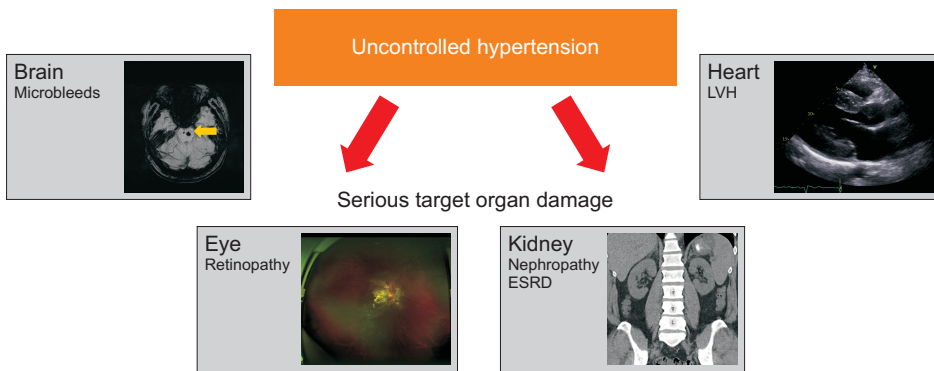 Uncontrolled hypertension
Brain
Microbleeds
Heart
LVH
Serious target organ damage
Eye
Retinopathy
Kidney
Nephropathy
ESRD